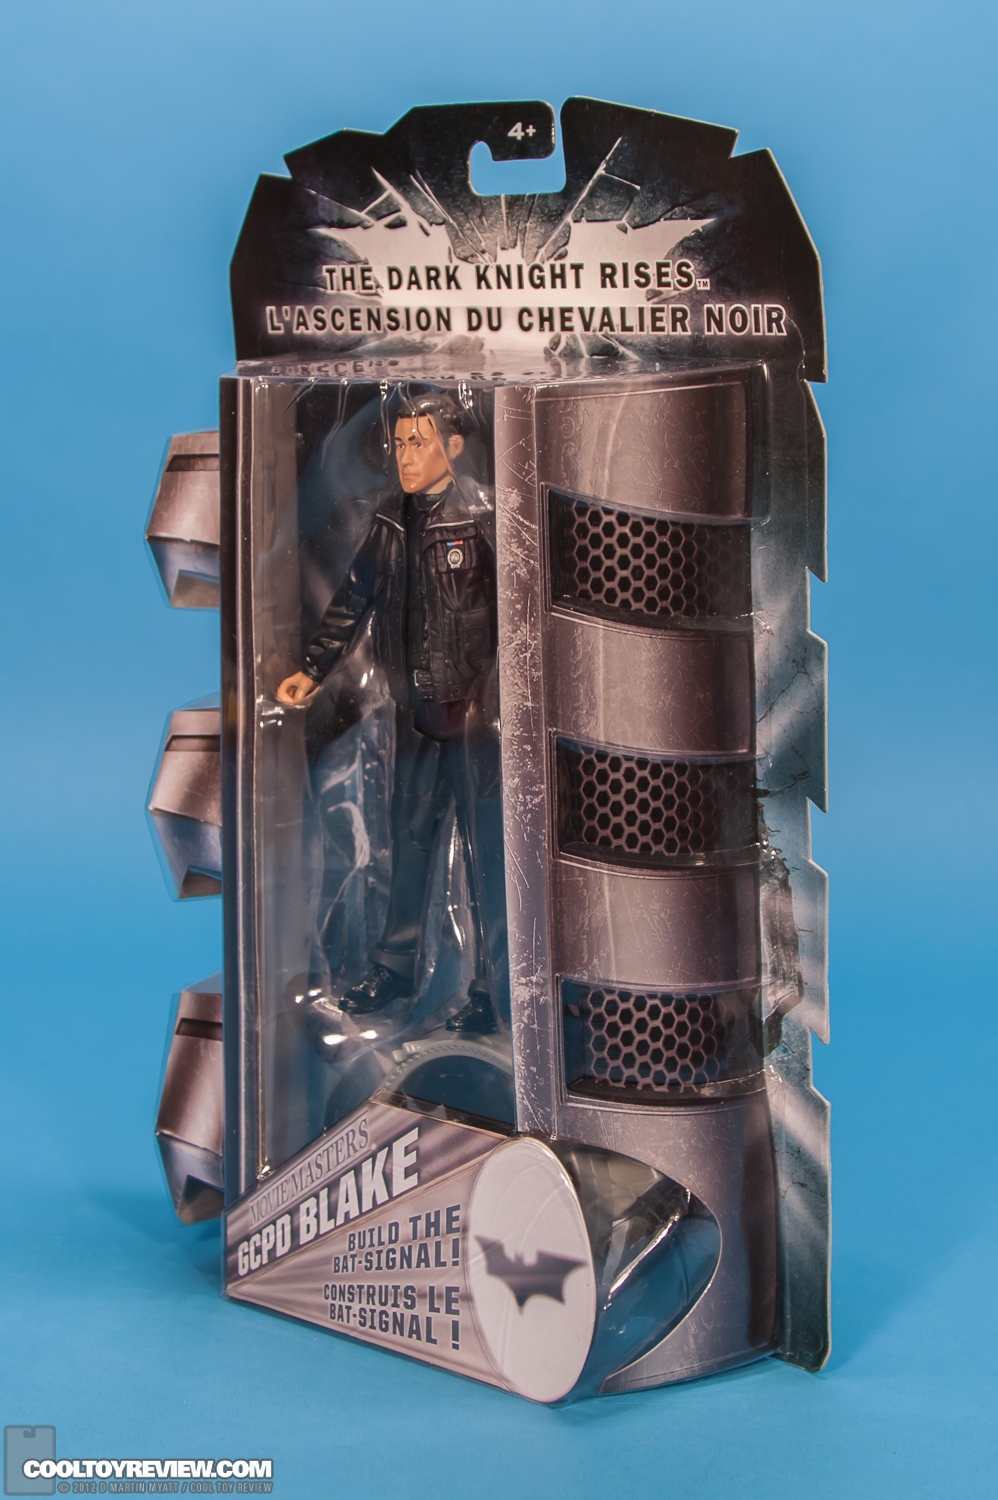 4+
THE DARK KNIGHT RISES™
L'ASCENSION DU CHEVALIER NOIR
MOVIE MASTERS
GCPD BLAKE
BUILD THE
BAT-SIGNAL!
CONSTRUIS LE
BAT-SIGNAL !
COOLTOYREVIEW.COM
© 2012 D MARTIN MYATT / COOL TOY REVIEW